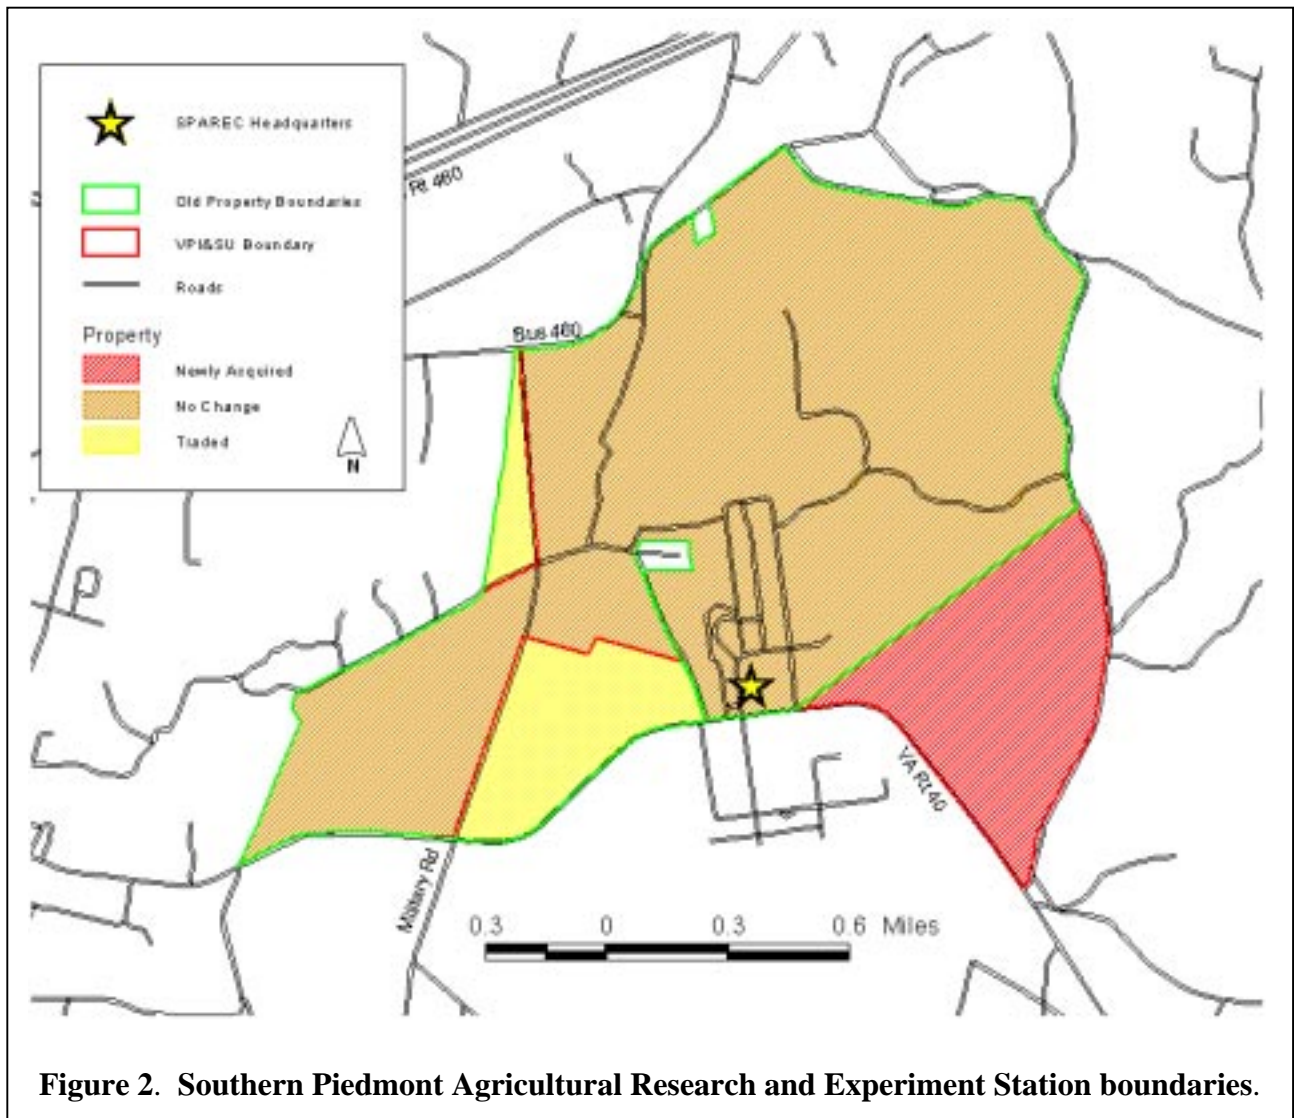 SPAREC Headquarters
Old Property Boundaries
VPI&SU Boundary
Roads
Property
Newly Acquired
No Change
Traded
N
Rt 460
Bus 460
VA Rt 40
Military Rd
0.3 0 0.3 0.6 Miles
Figure 2. Southern Piedmont Agricultural Research and Experiment Station boundaries.